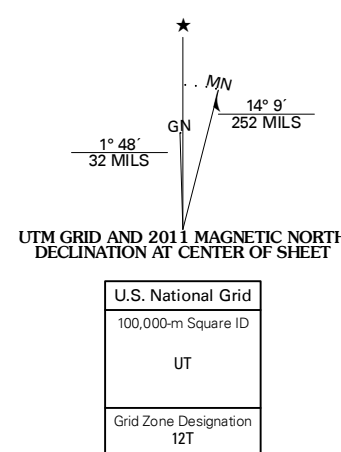 ★
MN
GN
14° 9´
252 MILS
1° 48´
32 MILS
UTM GRID AND 2011 MAGNETIC NORTH
DECLINATION AT CENTER OF SHEET
U.S. National Grid
100,000-m Square ID
UT
Grid Zone Designation
12T